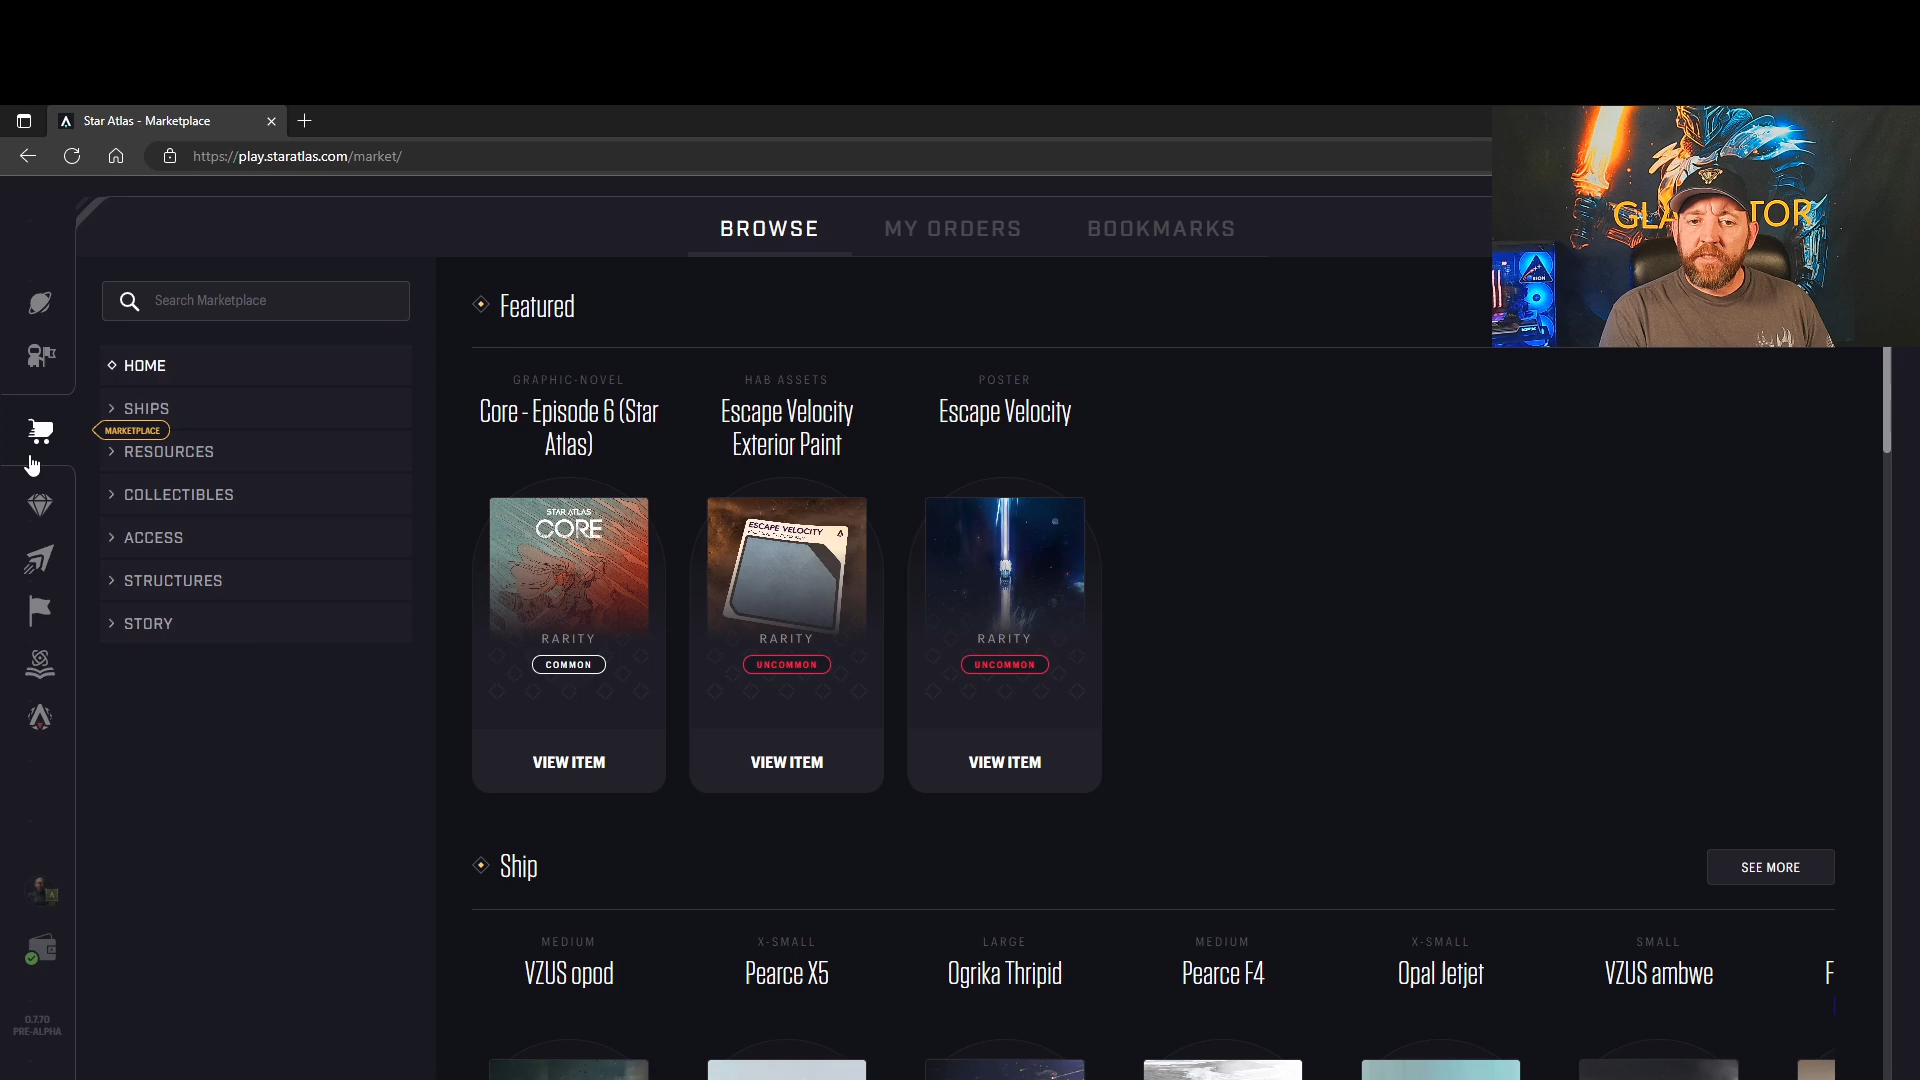 Star Atlas - Marketplace
https://play.staratlas.com/market/
BROWSE
MY ORDERS
BOOKMARKS
Search Marketplace
HOME
SHIPS
MARKETPLACE
RESOURCES
COLLECTIBLES
ACCESS
STRUCTURES
STORY
0.7.70
PRE-ALPHA
Featured
GRAPHIC-NOVEL
Core - Episode 6 (Star
Atlas)
STAR ATLAS
CORE
RARITY
COMMON
VIEW ITEM
HAB ASSETS
Escape Velocity
Exterior Paint
ESCAPE VELOCITY
RARITY
UNCOMMON
VIEW ITEM
POSTER
Escape Velocity
RARITY
UNCOMMON
VIEW ITEM
Ship
SEE MORE
MEDIUM
VZUS opod
X-SMALL
Pearce X5
LARGE
Ogrika Thripid
MEDIUM
Pearce F4
X-SMALL
Opal Jetjet
SMALL
VZUS ambwe
F